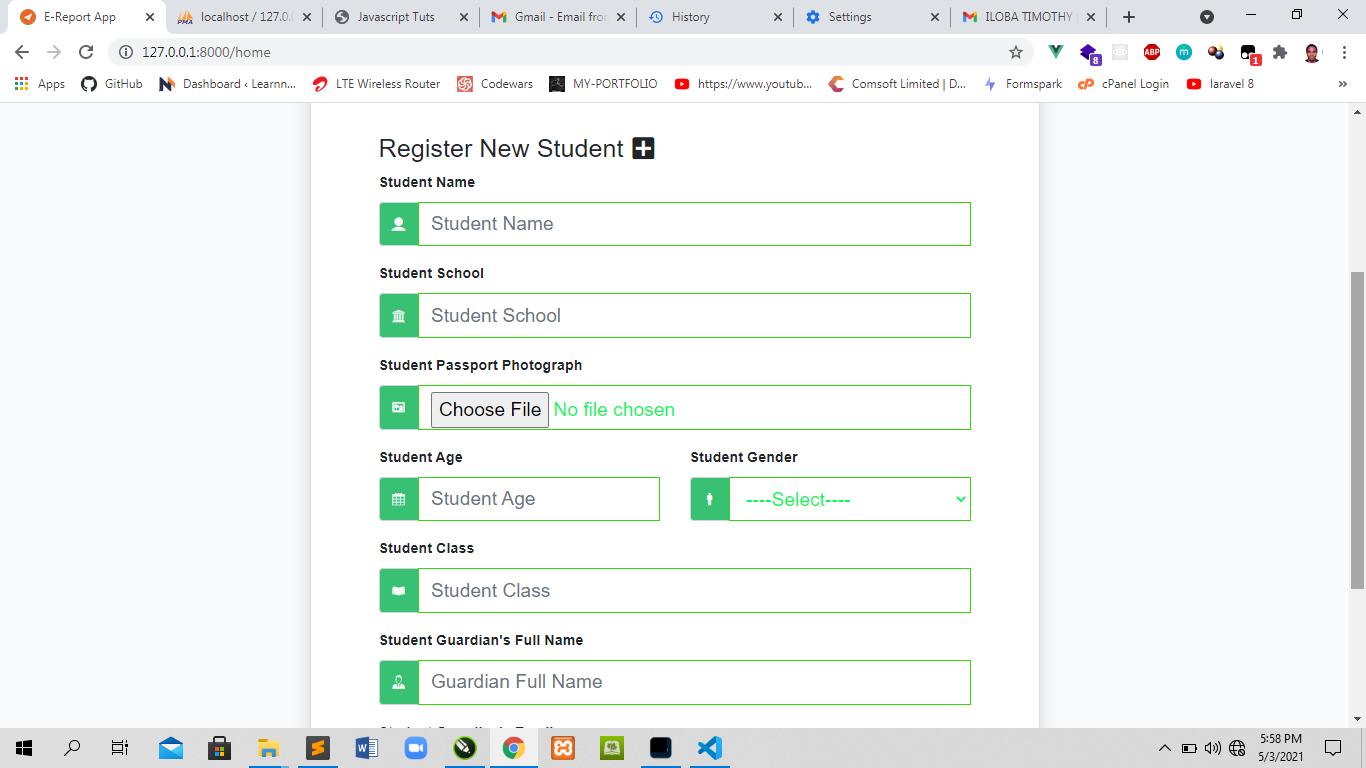 E-Report App
localhost / 127.0.
Javascript Tuts
Gmail - Email fro
History
Settings
ILOBA TIMOTHY
127.0.0.1:8000/home
Apps
GitHub
Dashboard ‹ Learnn...
LTE Wireless Router
Codewars
MY-PORTFOLIO
https://www.youtub...
Comsoft Limited | D...
Formspark
cPanel Login
laravel 8
»
8
ABP
m
1
Register New Student
Student Name
Student Name
Student School
Student School
Student Passport Photograph
Choose File No file chosen
Student Age Student Gender
Student Age ----Select----
Student Class
Student Class
Student Guardian's Full Name
Guardian Full Name
5:58 PM
5/3/2021